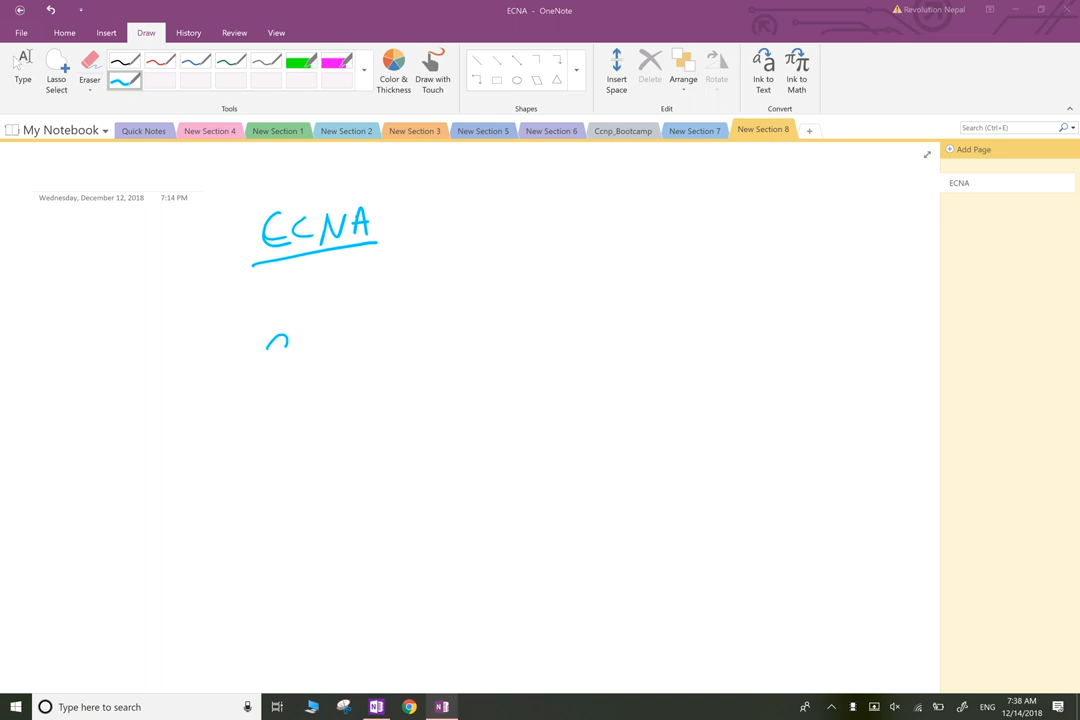 ECNA - OneNote
Revolution Nepal
File Home Insert Draw History Review View
Type
Lasso Select
Eraser
Color & Thickness
Draw with Touch
Insert Space
Delete
Arrange
Rotate
Ink to Text
Ink to Math
Tools
Shapes
Edit
Convert
My Notebook Quick Notes New Section 4 New Section 1 New Section 2 New Section 3 New Section 5 New Section 6 Ccnp_Bootcamp New Section 7 New Section 8
Search (Ctrl+E)
Add Page
ECNA
Wednesday, December 12, 2018 7:14 PM
ECNA
Type here to search
ENG
7:38 AM
12/14/2018